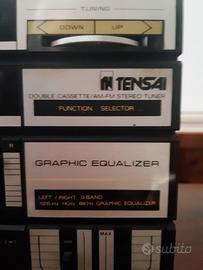 TUNING
DOWN
UP
TENSAI
DOUBLE CASSETTE/AM-FM STEREO TUNER
FUNCTION SELECTOR
R
GRAPHIC EQUALIZER
LEFT / RIGHT 3 BAND
125Hz 1KHz 8KHz GRAPHIC EQUALIZER
MAX
subito